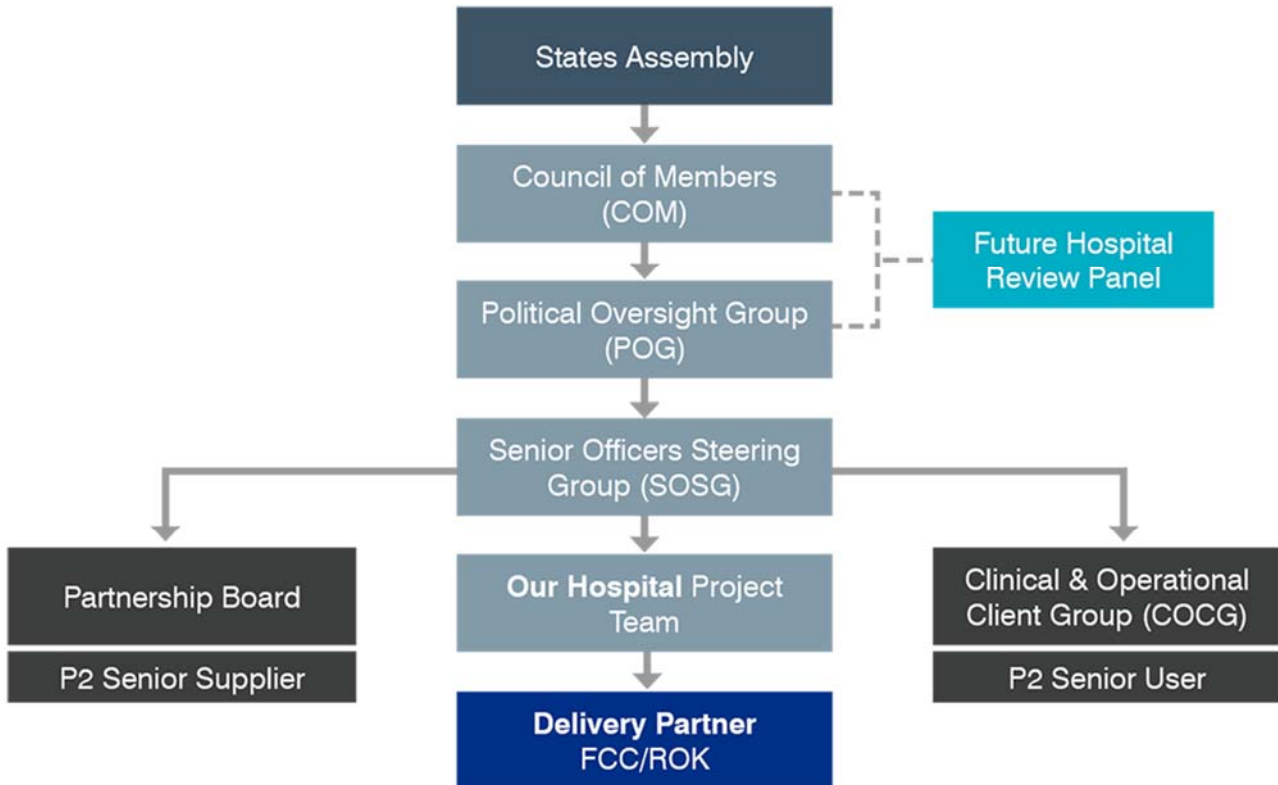 States Assembly
Council of Members
(COM)
Future Hospital
Review Panel
Political Oversight Group
(POG)
Senior Officers Steering
Group (SOSG)
Partnership Board
P2 Senior Supplier
Our Hospital Project
Team
Clinical & Operational
Client Group (COCG)
P2 Senior User
Delivery Partner
FCC/ROK